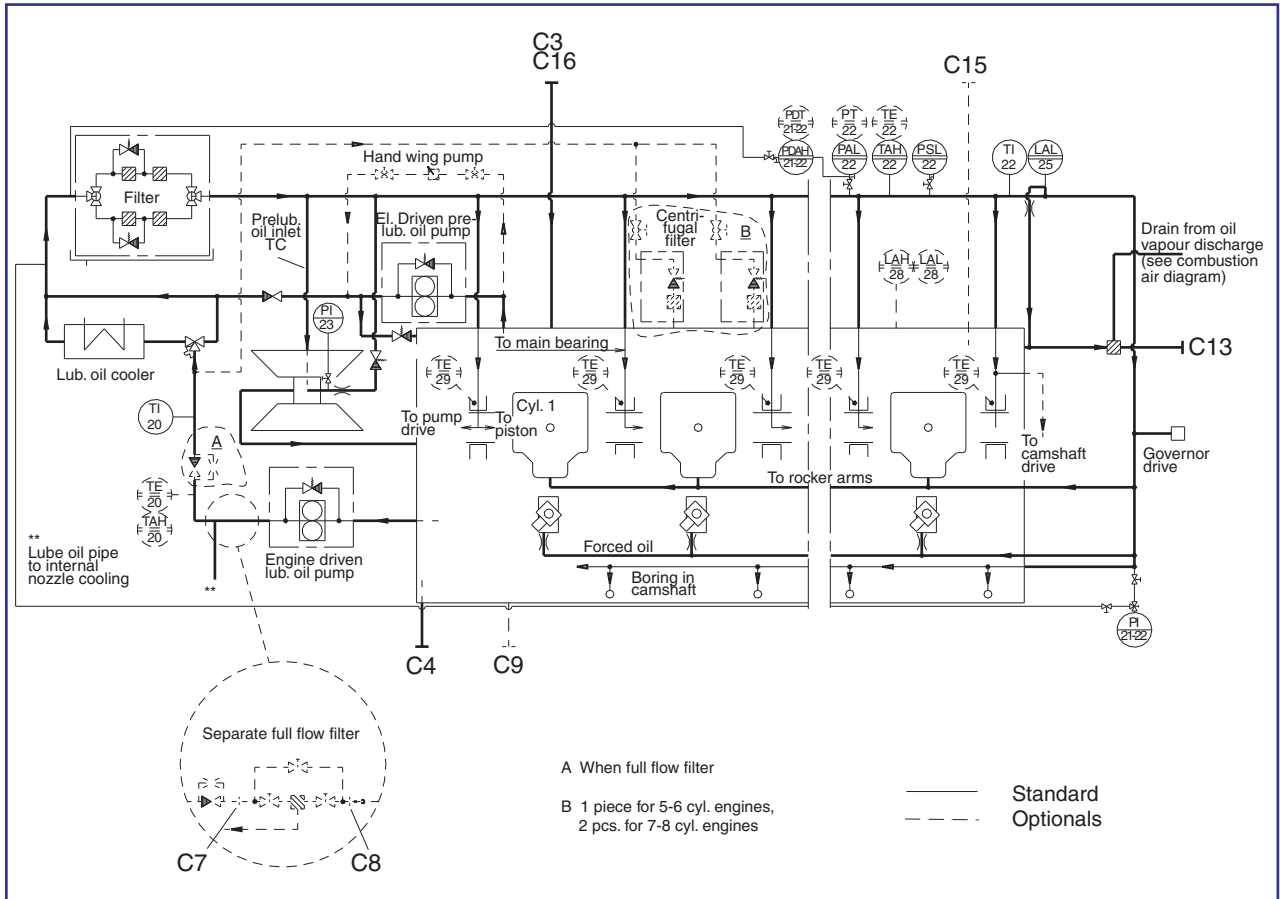 C3
C16
C15
PDT
21-22
PT
22
TE
22
PDAH
21-22
PAL
22
TAH
22
PSL
22
TI
22
LAL
25
Hand wing pump
Filter
Prelub.
oil inlet
TC
El. Driven pre-
lub. oil pump
Centri-
fugal
filter
B
Drain from oil
vapour discharge
(see combustion
air diagram)
LAH
28
LAL
28
PI
23
To main bearing
C13
Lub. oil cooler
TE
29
TE
29
TE
29
TE
29
TE
29
TI
20
A
To pump
drive
To
piston
Cyl. 1
To
camshaft
drive
Governor
drive
To rocker arms
TE
20
TAH
20
**
Lube oil pipe
to internal
nozzle cooling
**
Engine driven
lub. oil pump
Forced oil
Boring in
camshaft
PI
21-22
C4
C9
Separate full flow filter
C7
C8
A When full flow filter
B 1 piece for 5-6 cyl. engines,
2 pcs. for 7-8 cyl. engines
Standard
Optionals